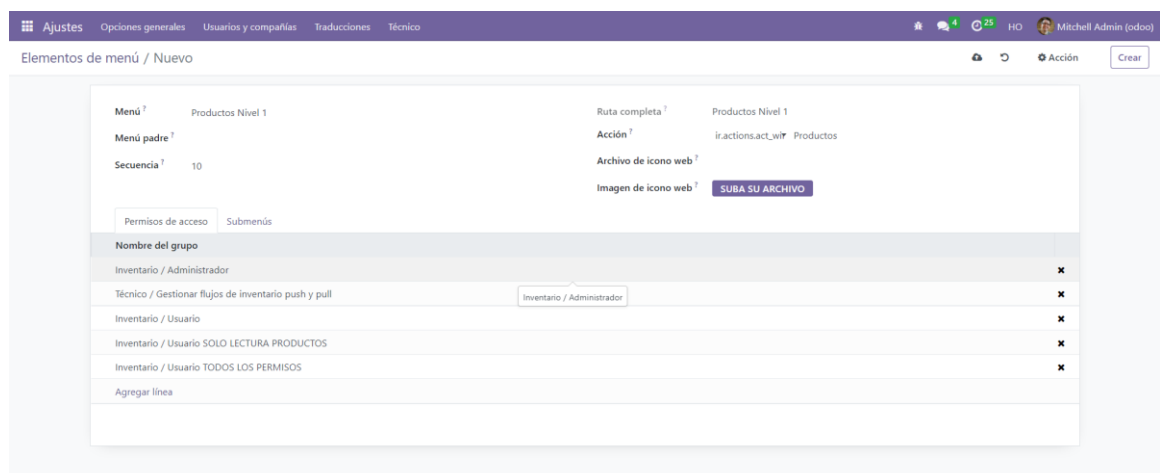 Ajustes Opciones generales Usuarios y compañías Traducciones Técnico 4 25 HO Mitchell Admin (odoo)
Elementos de menú / Nuevo Acción Crear
Menú ? Productos Nivel 1 Ruta completa ? Productos Nivel 1
Menú padre ? Acción ? ir.actions.act_wir Productos
Secuencia ? 10 Archivo de icono web ?
Imagen de icono web ? SUBA SU ARCHIVO
Permisos de acceso Submenús
Nombre del grupo
Inventario / Administrador
Técnico / Gestionar flujos de inventario push y pull
Inventario / Administrador
Inventario / Usuario
Inventario / Usuario SOLO LECTURA PRODUCTOS
Inventario / Usuario TODOS LOS PERMISOS
Agregar línea